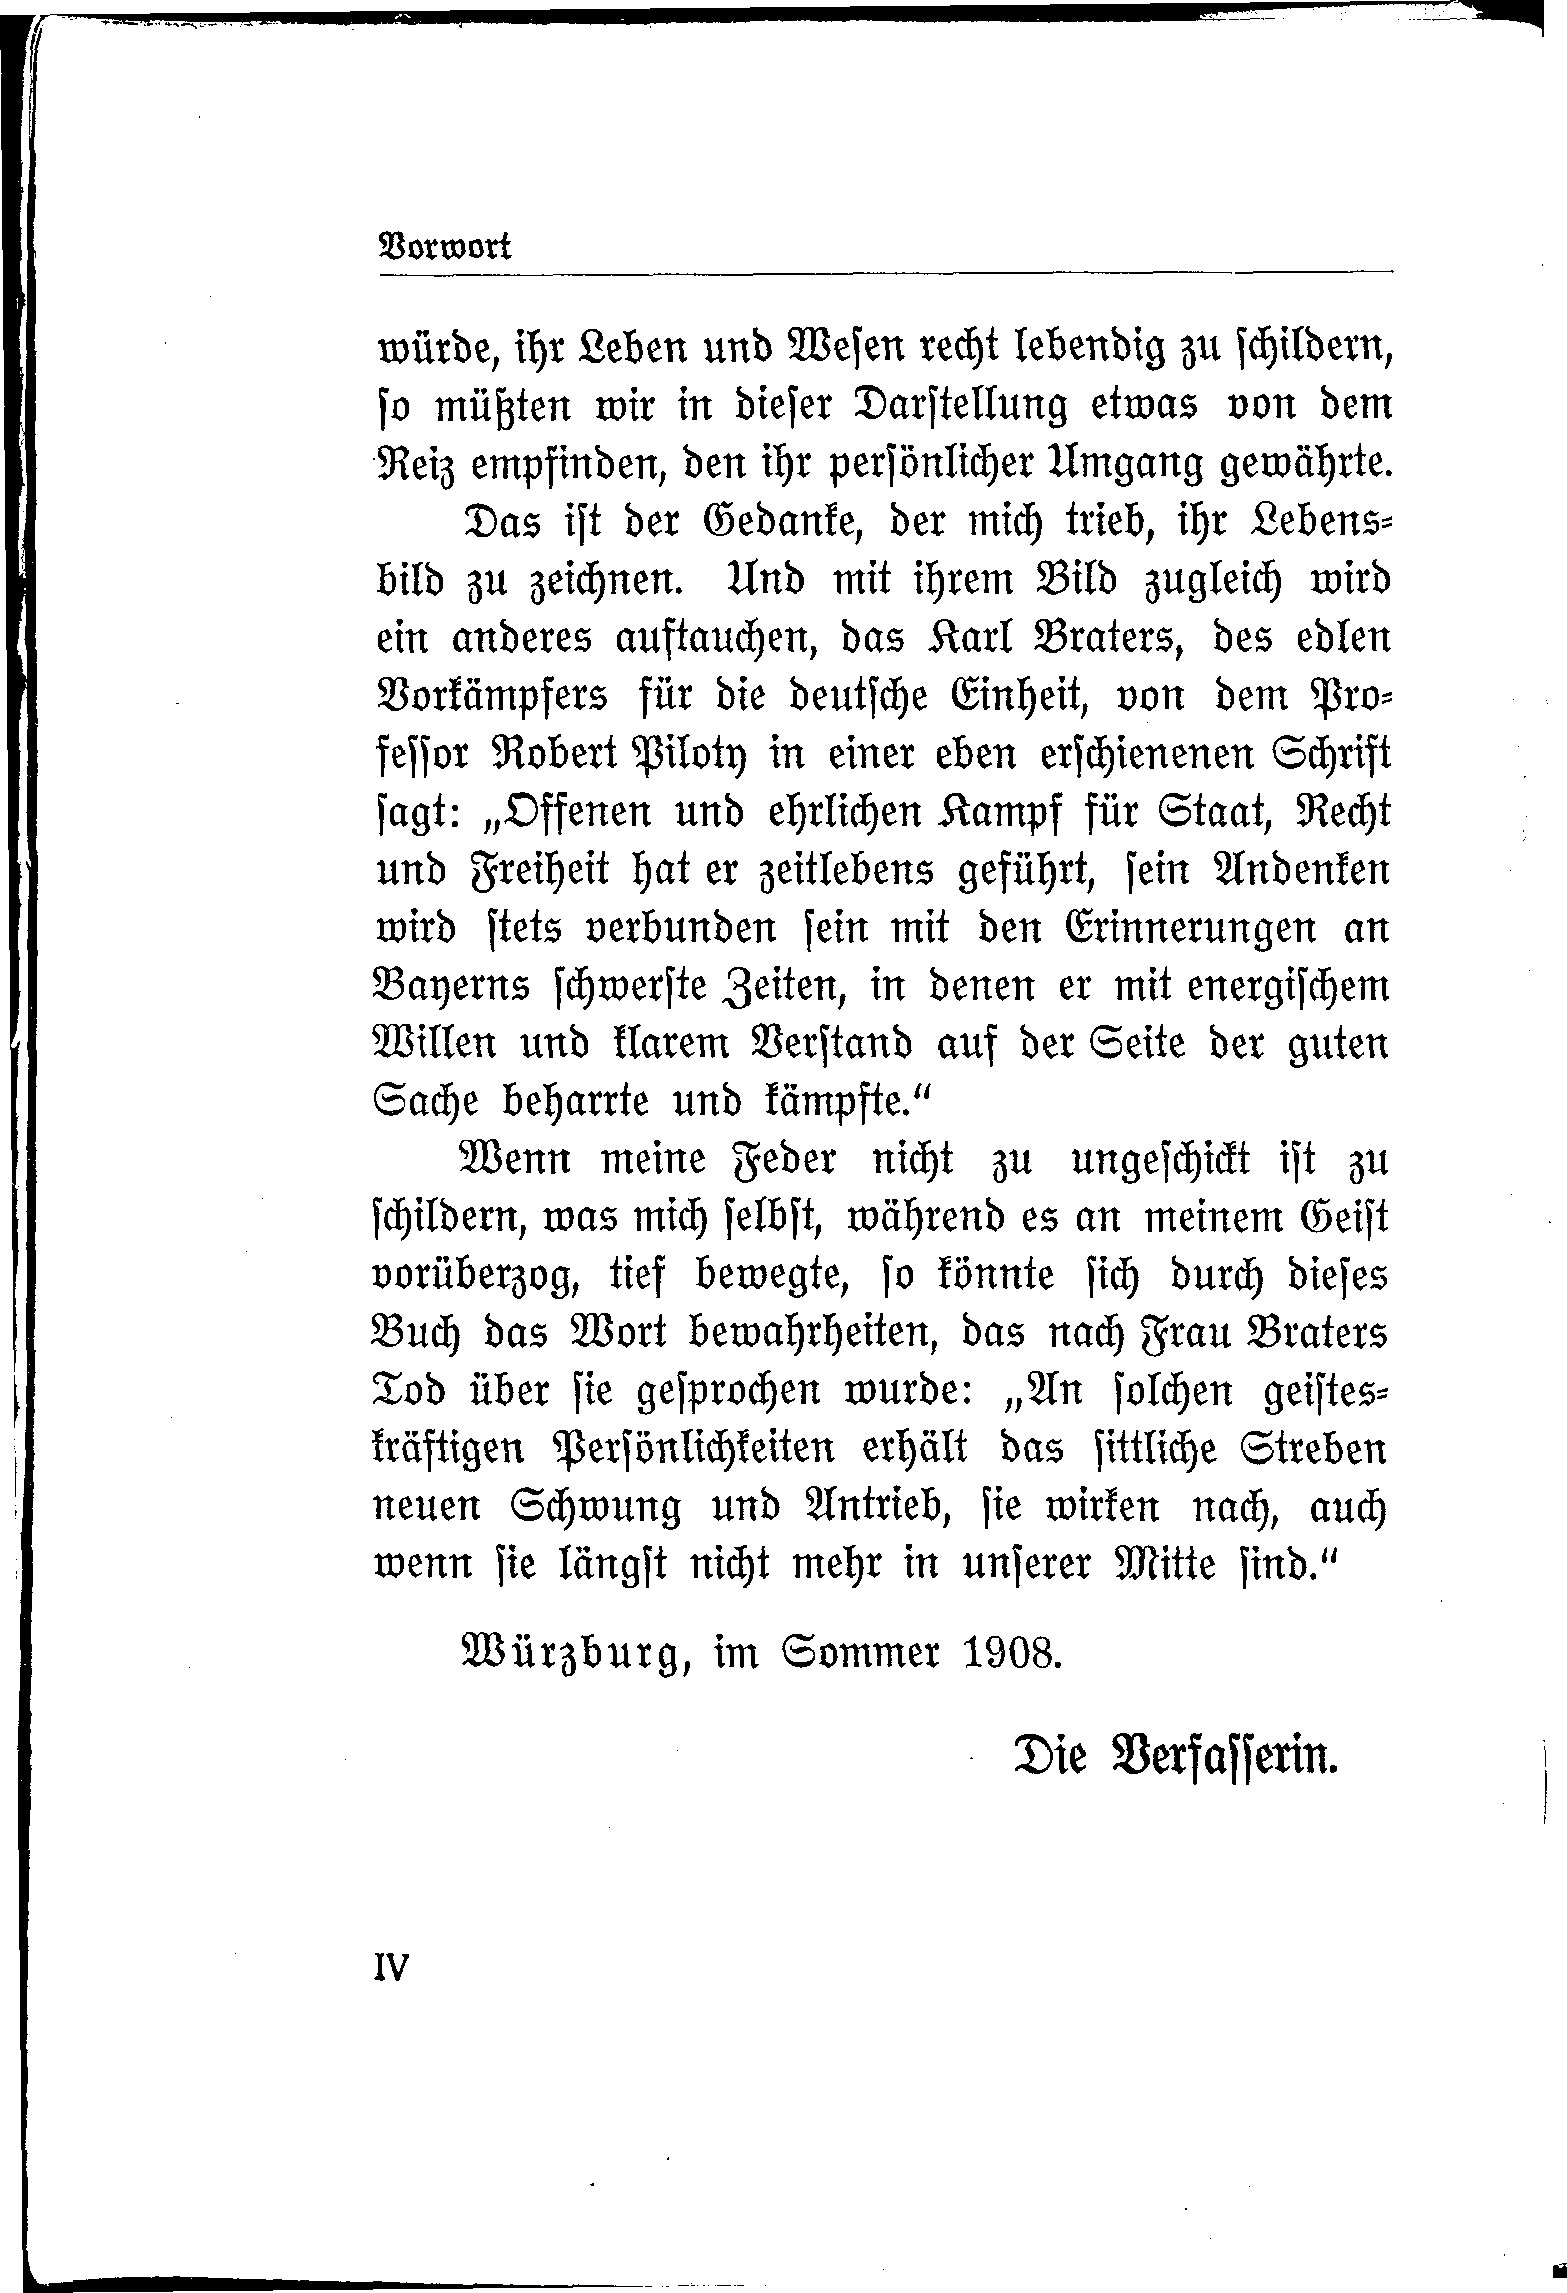 Vorwort
würde, ihr Leben und Wesen recht lebendig zu schildern,
so müßten wir in dieser Darstellung etwas von dem
Reiz empfinden, den ihr persönlicher Umgang gewährte.
Das ist der Gedanke, der mich trieb, ihr Lebens-
bild zu zeichnen. Und mit ihrem Bild zugleich wird
ein anderes auftauchen, das Karl Braters, des edlen
Vorkämpfers für die deutsche Einheit, von dem Pro-
fessor Robert Piloty in einer eben erschienenen Schrift
sagt: „Offenen und ehrlichen Kampf für Staat, Recht
und Freiheit hat er zeitlebens geführt, sein Andenken
wird stets verbunden sein mit den Erinnerungen an
Bayerns schwerste Zeiten, in denen er mit energischem
Willen und klarem Verstand auf der Seite der guten
Sache beharrte und kämpfte.“
Wenn meine Feder nicht zu ungeschickt ist zu
schildern, was mich selbst, während es an meinem Geist
vorüberzog, tief bewegte, so könnte sich durch dieses
Buch das Wort bewahrheiten, das nach Frau Braters
Tod über sie gesprochen wurde: „An solchen geistes-
kräftigen Persönlichkeiten erhält das sittliche Streben
neuen Schwung und Antrieb, sie wirken nach, auch
wenn sie längst nicht mehr in unserer Mitte sind.“
Würzburg, im Sommer 1908.
Die Verfasserin.
IV